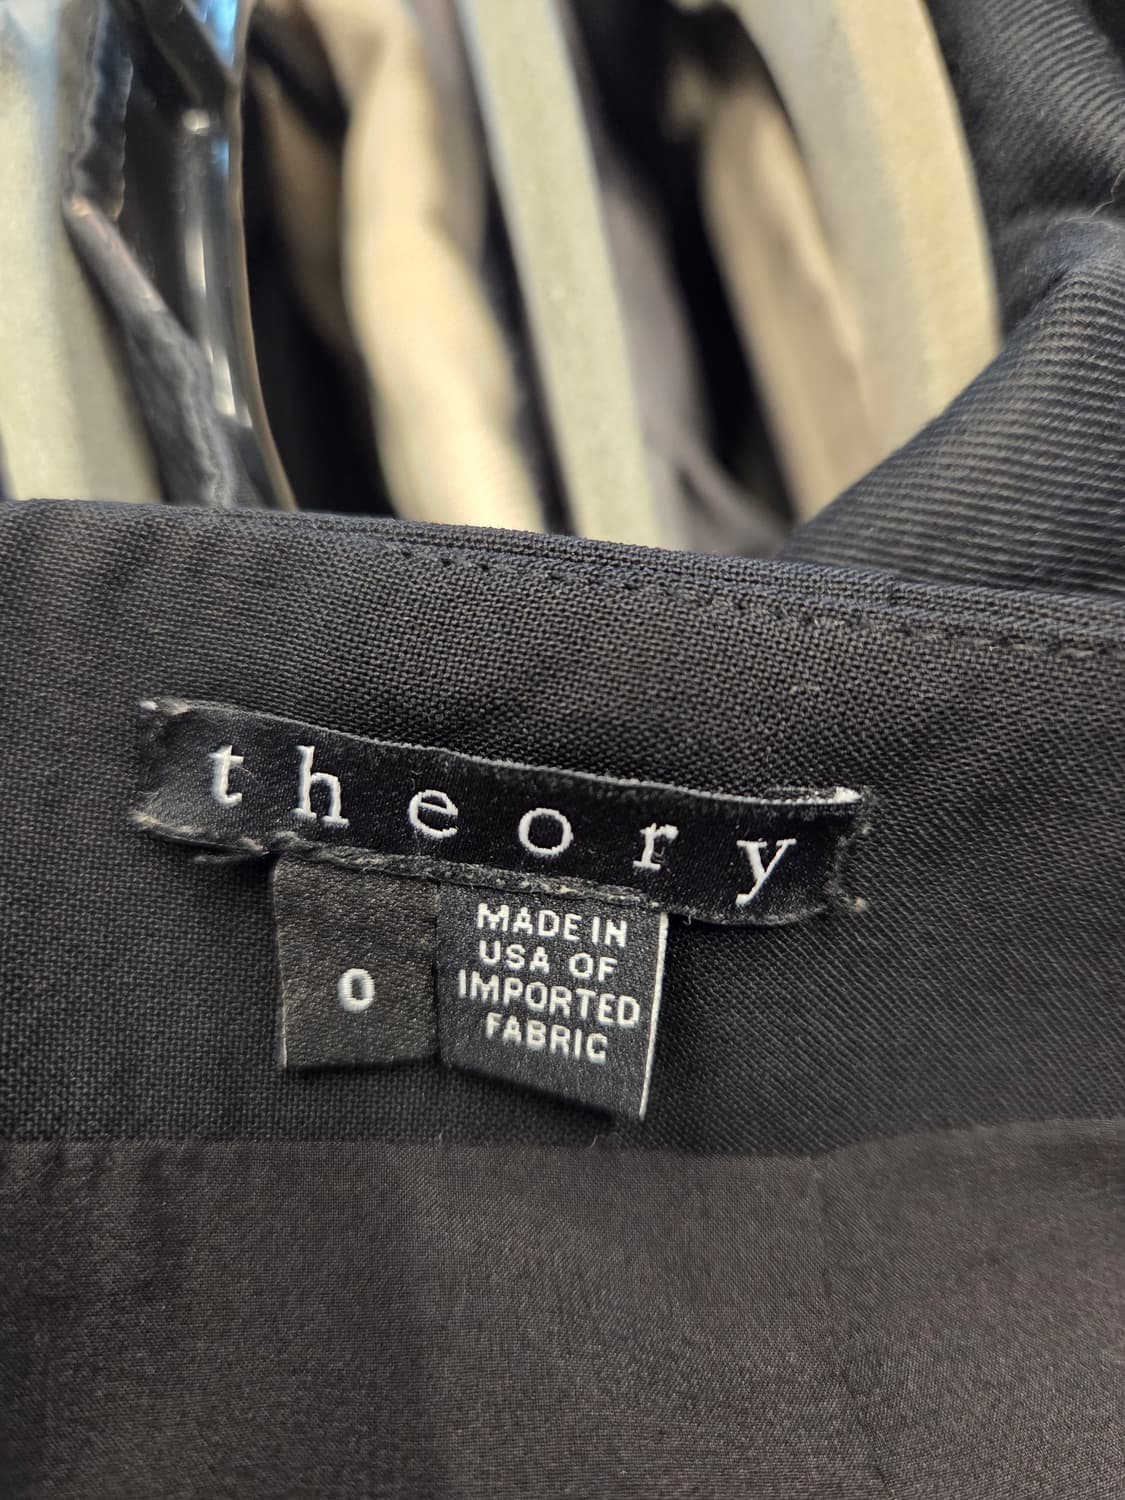 theory
0
MADE IN
USA OF
IMPORTED
FABRIC